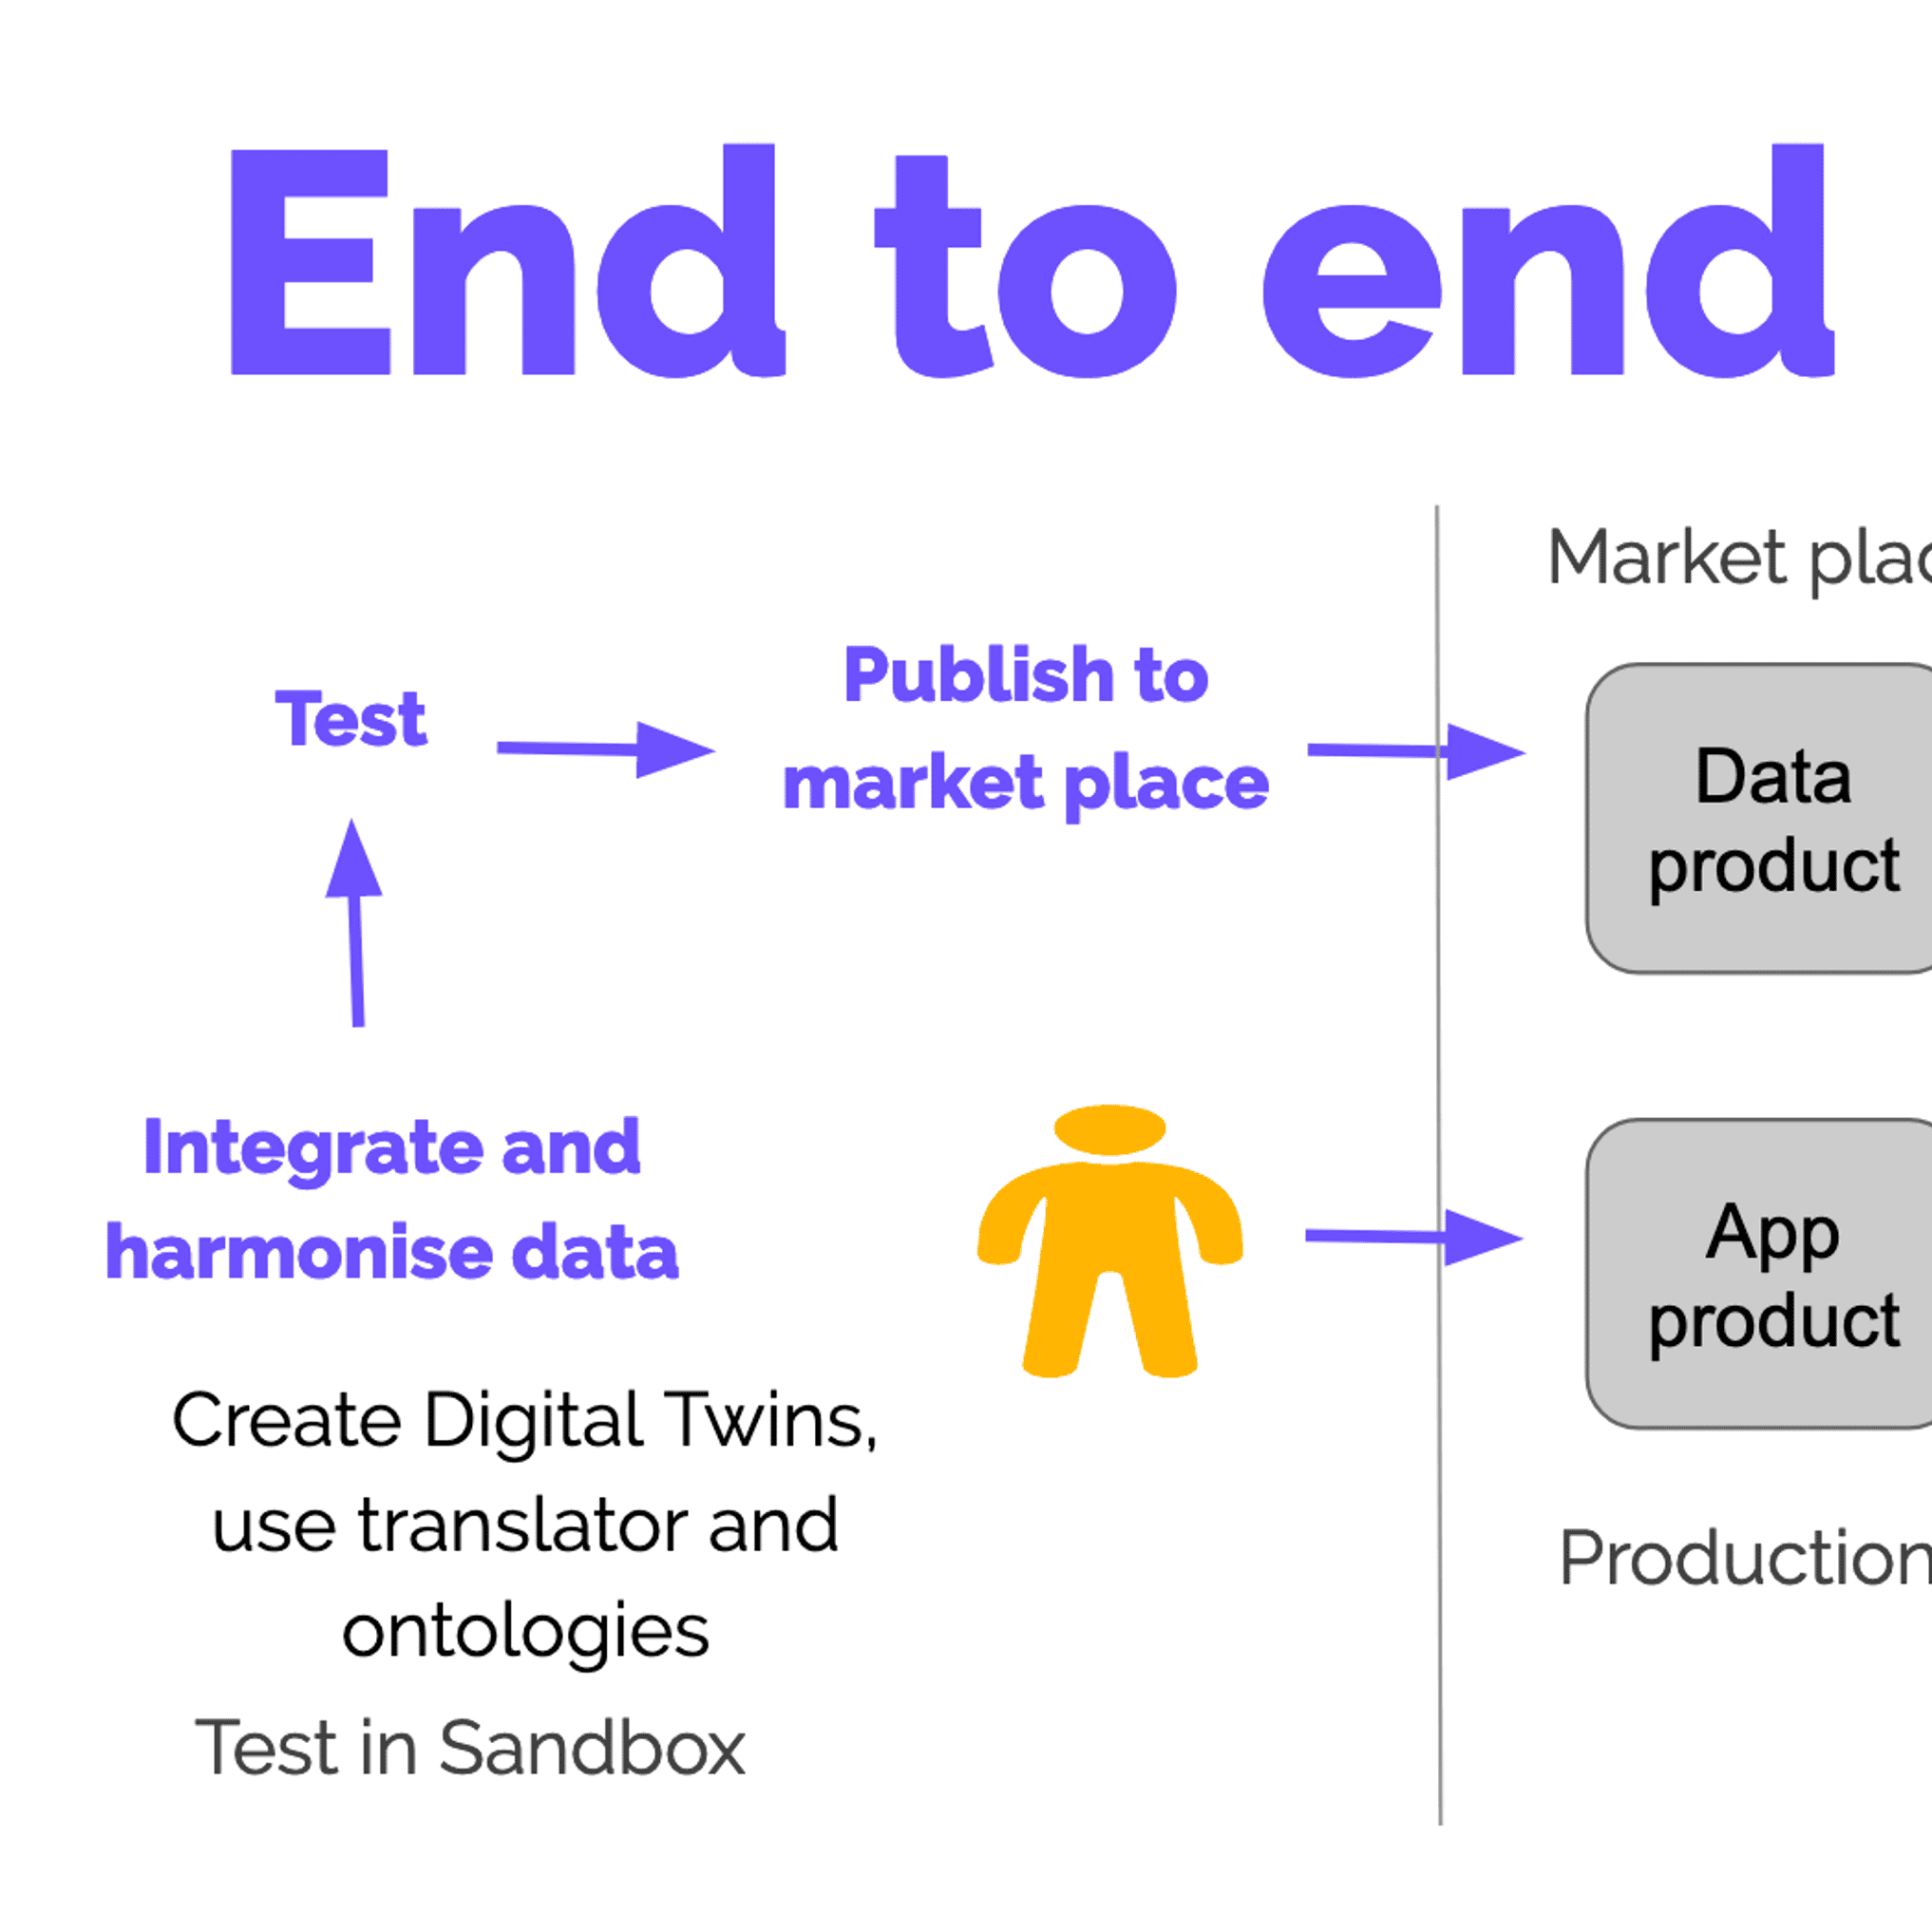 End to end
Test
Publish to
market place
Integrate and
harmonise data
Create Digital Twins,
use translator and
ontologies
Test in Sandbox
Market
Data
product
App
product
Production